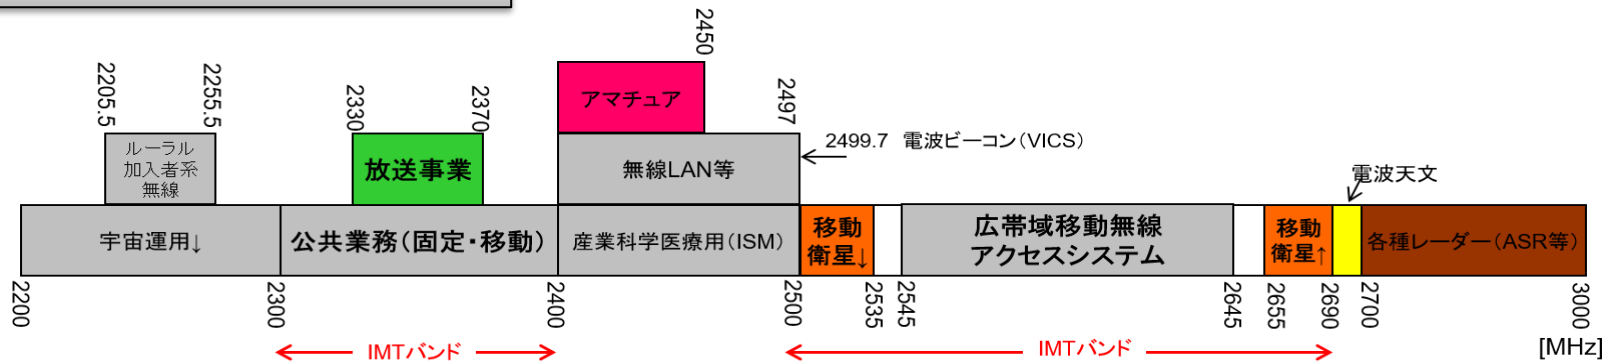 2450
2205.5
2255.5
2330
2370
アマチュア
2497
2499.7 電波ビーコン（VICS）
ルーラル
加入者系
無線
放送事業
無線LAN等
電波天文
宇宙運用↓
公共業務（固定・移動）
産業科学医療用（ISM）
移動
衛星↓
広帯域移動無線
アクセスシステム
移動
衛星↑
各種レーダー（ASR等）
2200
2300
2400
2500
2535
2545
2645
2655
2690
2700
3000
IMTバンド
IMTバンド
[MHz]